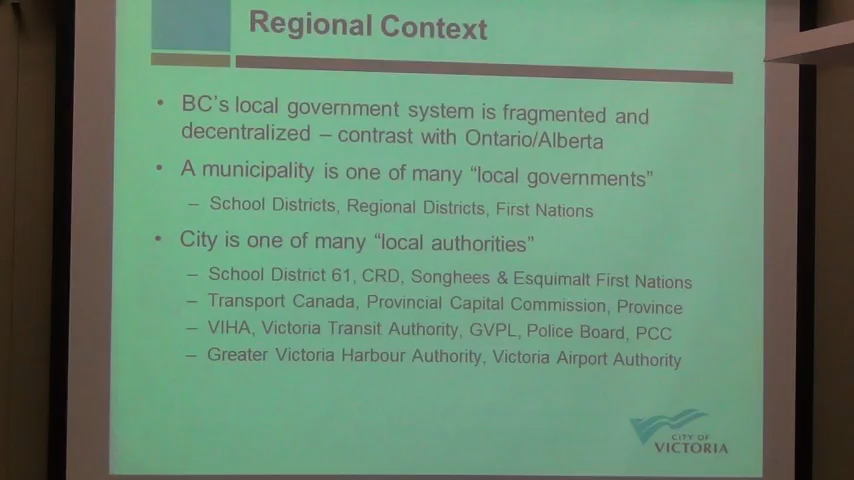 Regional Context
• BC's local government system is fragmented and
decentralized – contrast with Ontario/Alberta
• A municipality is one of many “local governments”
– School Districts, Regional Districts, First Nations
• City is one of many “local authorities”
– School District 61, CRD, Songhees & Esquimalt First Nations
– Transport Canada, Provincial Capital Commission, Province
– VIHA, Victoria Transit Authority, GVPL, Police Board, PCC
– Greater Victoria Harbour Authority, Victoria Airport Authority
CITY OF
VICTORIA